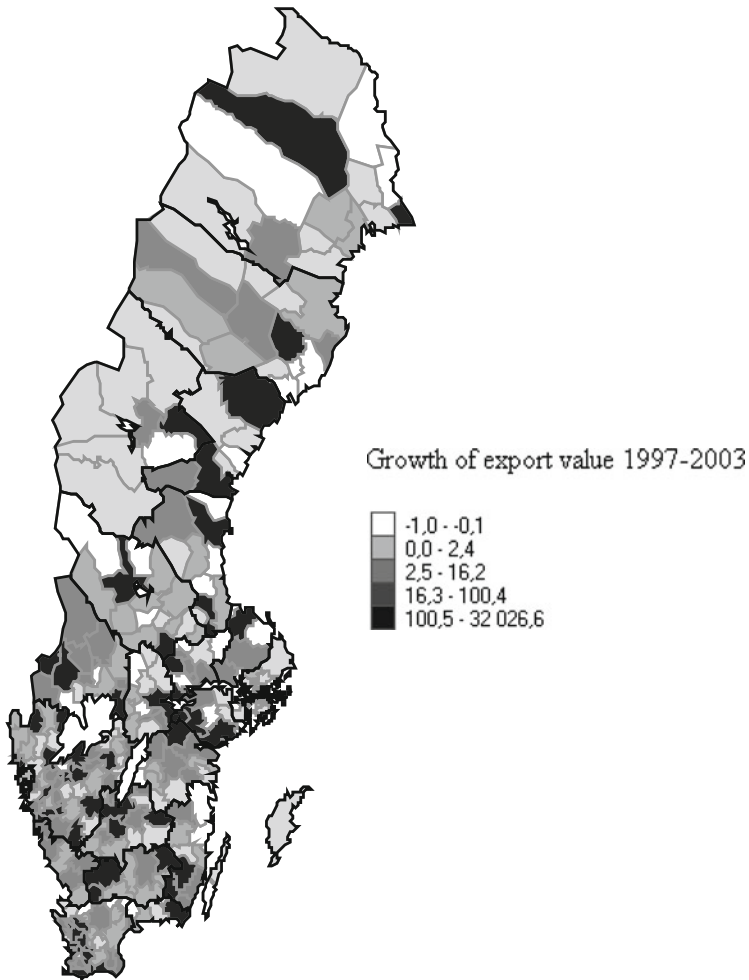 Growth of export value 1997-2003
-1,0 - -0,1
0,0 - 2,4
2,5 - 16,2
16,3 - 100,4
100,5 - 32 026,6